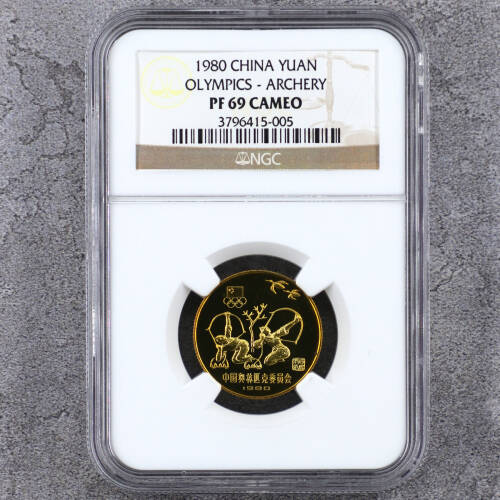 1980 CHINA YUAN
OLYMPICS - ARCHERY
PF 69 CAMEO
3796415-005
NGC
中国奥林匹克委员会
1980